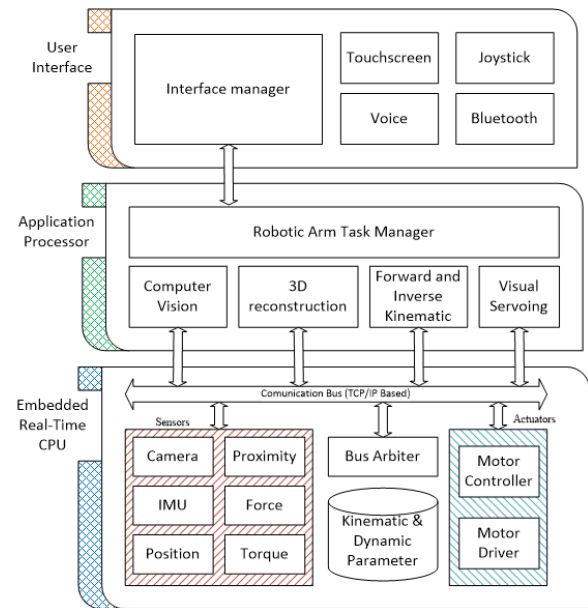 User
Interface
Interface manager
Touchscreen
Joystick
Voice
Bluetooth
Application
Processor
Robotic Arm Task Manager
Computer
Vision
3D
reconstruction
Forward and
Inverse
Kinematic
Visual
Servoing
Embedded
Real-Time
CPU
Comunication Bus (TCP/IP Based)
Sensors
Actuators
Camera
Proximity
IMU
Force
Position
Torque
Bus Arbiter
Kinematic &
Dynamic
Parameter
Motor
Controller
Motor
Driver